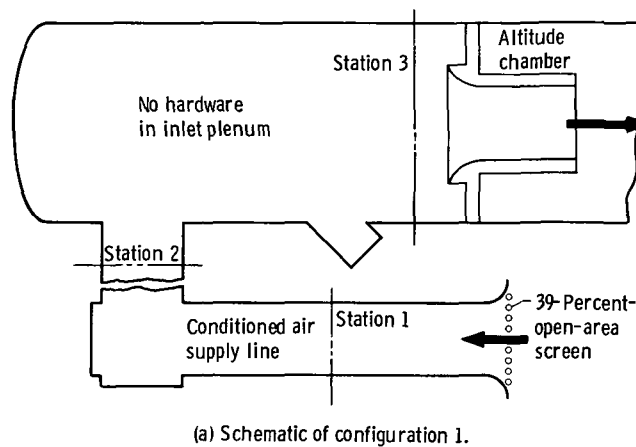 Altitude
chamber
Station 3
No hardware
in inlet plenum
Station 2
Station 1
Conditioned air
supply line
39-Percent-
open-area
screen
(a) Schematic of configuration 1.